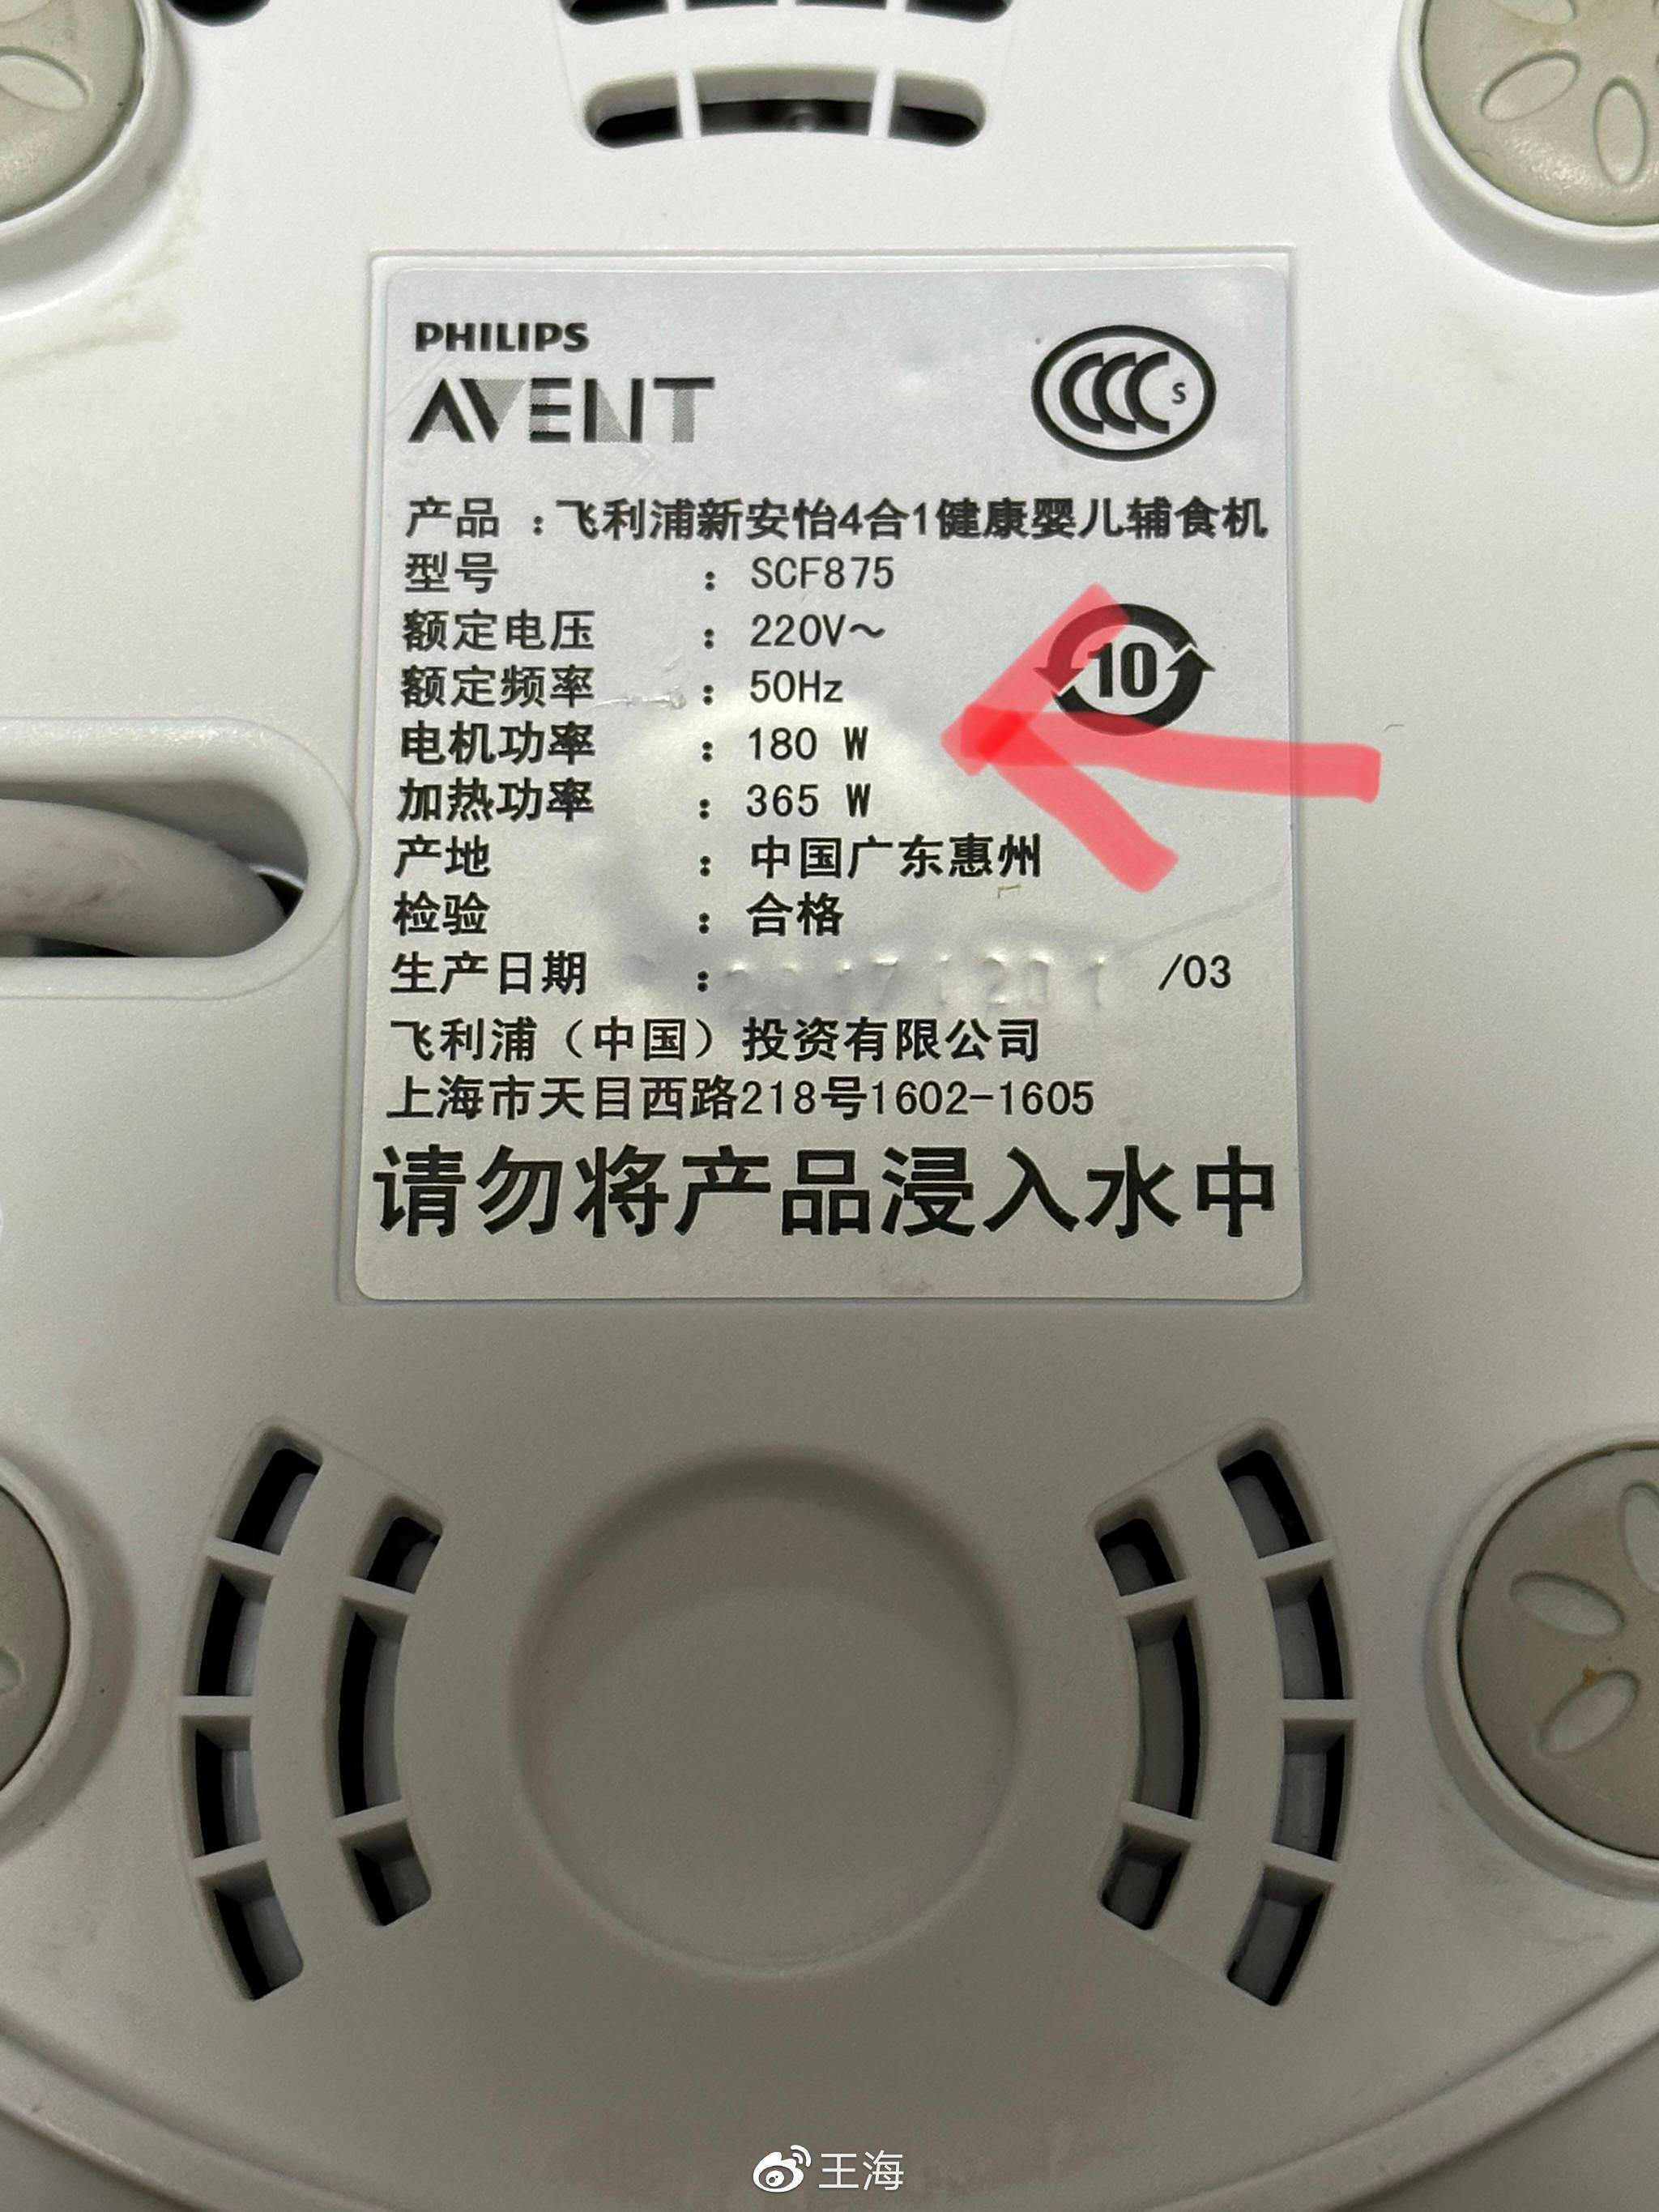 PHILIPS
AVENT
CCC S
产品 ：飞利浦新安怡4合1健康婴儿辅食机
型号 ： SCF875
额定电压 ： 220V～
额定频率 ： 50Hz
10
电机功率 ： 180 W
加热功率 ： 365 W
产地 ： 中国广东惠州
检验 ： 合格
生产日期 ： 20171201 /03
飞利浦（中国）投资有限公司
上海市天目西路218号1602-1605
请勿将产品浸入水中
王海